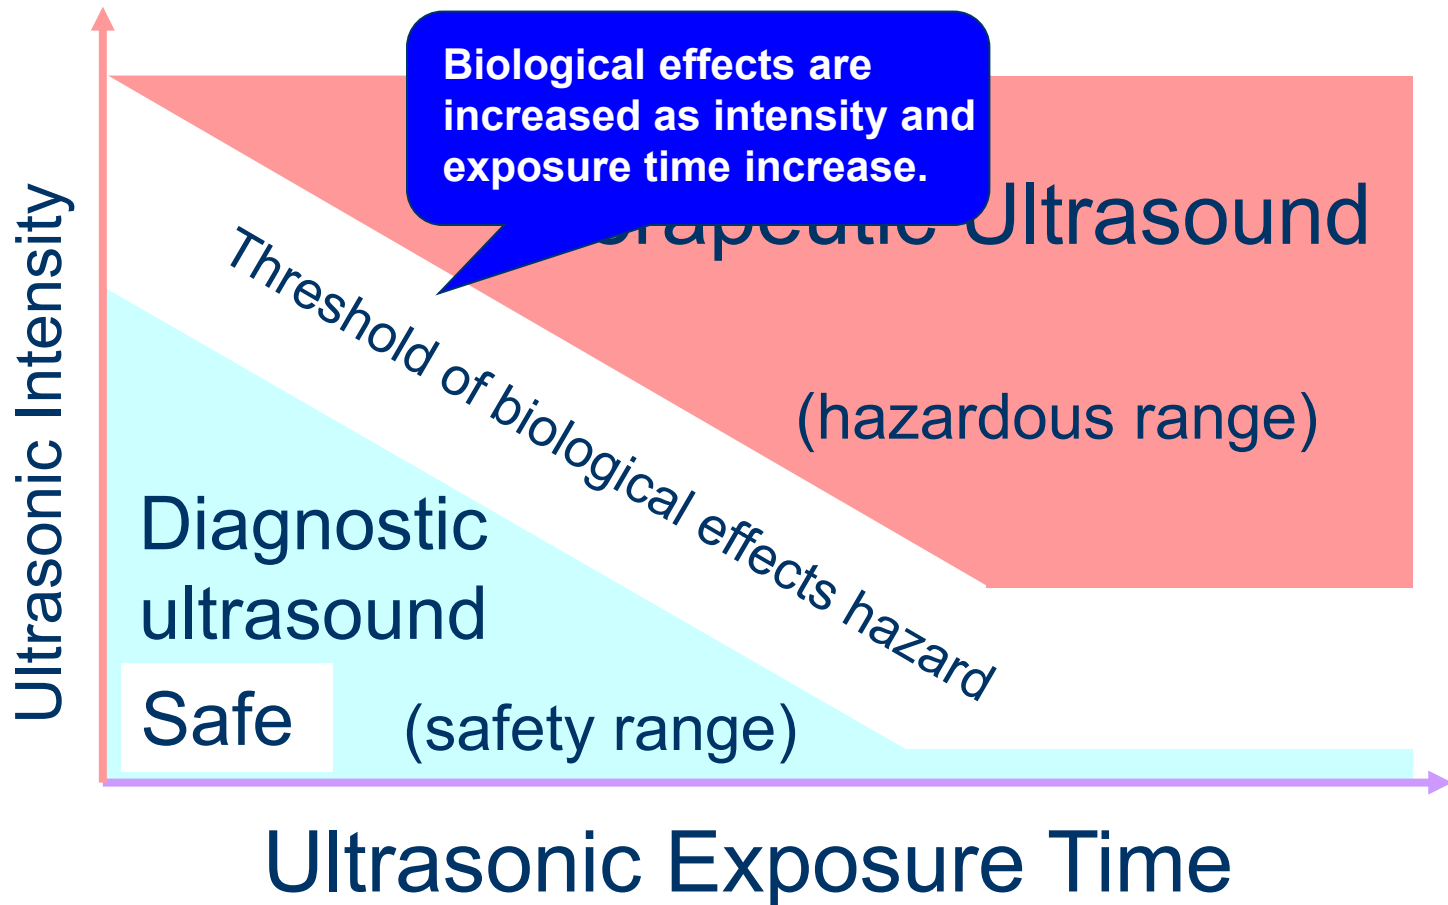 Biological effects are
increased as intensity and
exposure time increase.
Ultrasound
(hazardous range)
Threshold of biological effects hazard
Diagnostic
ultrasound
Safe
(safety range)
Ultrasonic Intensity
Ultrasonic Exposure Time